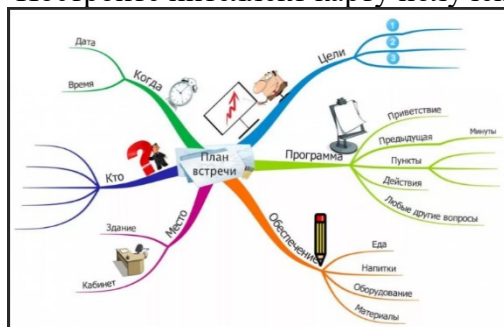 Дата
Время
Когда
Цели
1
2
3
Приветствие
Предыдущая
Минуты
Программа
Пункты
Действия
Любые другие вопросы
План
встречи
Кто
Место
Здание
Кабинет
Обеспечение
Еда
Напитки
Оборудование
Материалы